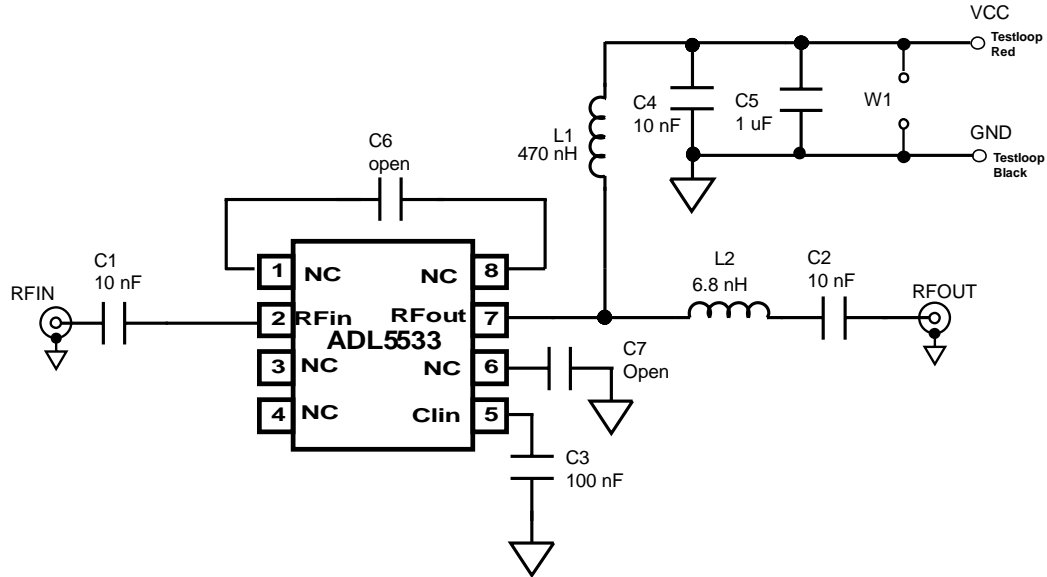 VCC
Testloop
Red
C4
10 nF
C5
1 uF
W1
L1
470 nH
GND
Testloop
Black
C6
open
C1
10 nF
1
NC
NC
8
L2
6.8 nH
C2
10 nF
RFIN
RFOUT
2
RFin
RFout
7
ADL5533
3
NC
NC
6
C7
Open
4
NC
Clin
5
C3
100 nF